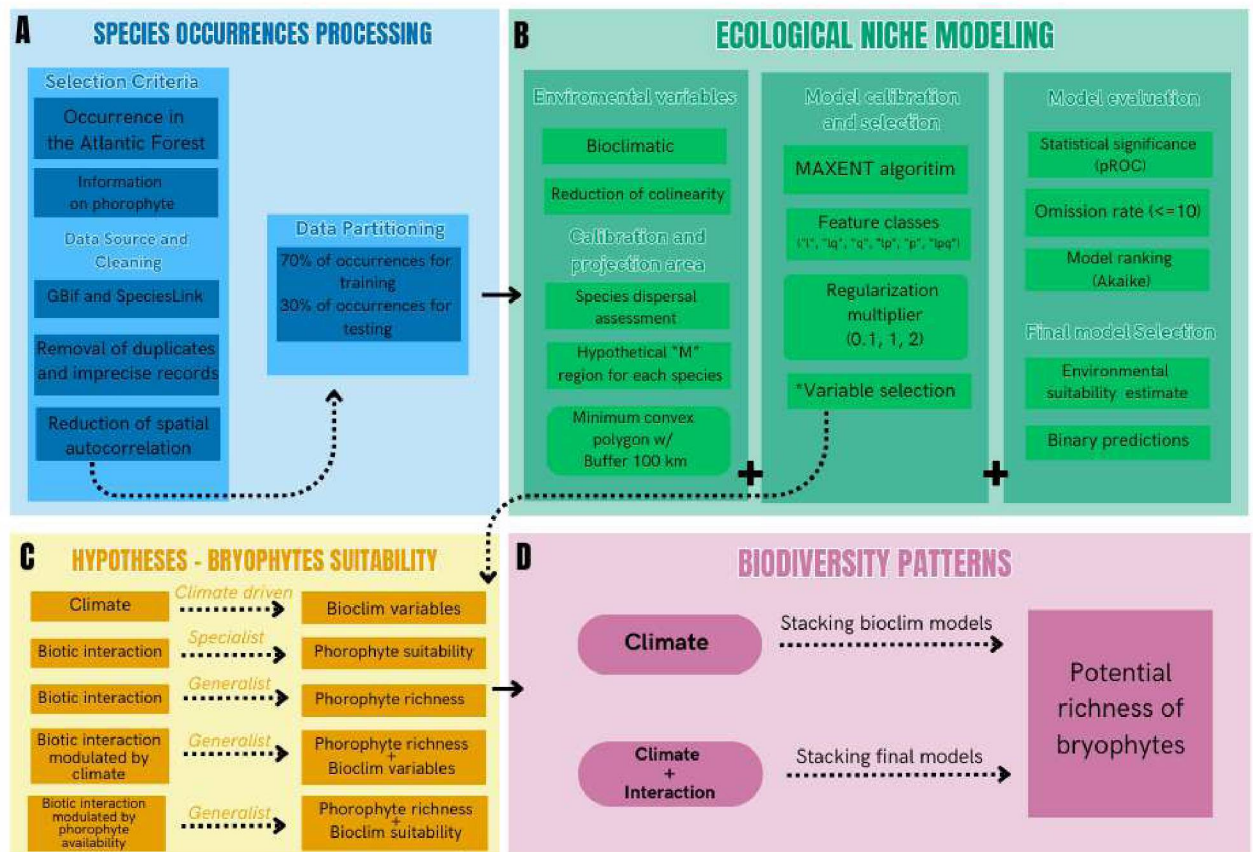 A
SPECIES OCCURRENCES PROCESSING
Selection Criteria
Occurrence in
the Atlantic Forest
Information
on phorophyte
Data Source and
Cleaning
GBif and SpeciesLink
Removal of duplicates
and imprecise records
Reduction of spatial
autocorrelation
Data Partitioning
70% of occurrences for
training
30% of occurrences for
testing
B
ECOLOGICAL NICHE MODELING
Enviromental variables
Bioclimatic
Reduction of colinearity
Calibration and
projection area
Species dispersal
assessment
Hypothetical "M"
region for each species
Minimum convex
polygon w/
Buffer 100 km
+
Model calibration
and selection
MAXENT algoritim
Feature classes
("l", "lq", "q", "lp", "p", "lpq")
Regularization
multiplier
(0.1, 1, 2)
*Variable selection
+
Model evaluation
Statistical significance
(pROC)
Omission rate (<=10)
Model ranking
(Akaike)
Final model Selection
Environmental
suitability estimate
Binary predictions
C
HYPOTHESES - BRYOPHYTES SUITABILITY
Climate
Climate driven
Bioclim variables
Biotic interaction
Specialist
Phorophyte suitability
Biotic interaction
Generalist
Phorophyte richness
Biotic interaction
modulated by
climate
Generalist
Phorophyte richness
+
Bioclim variables
Biotic interaction
modulated by
phorophyte
availability
Generalist
Phorophyte richness
+
Bioclim suitability
D
BIODIVERSITY PATTERNS
Climate
Stacking bioclim models
Climate
+
Interaction
Stacking final models
Potential
richness of
bryophytes